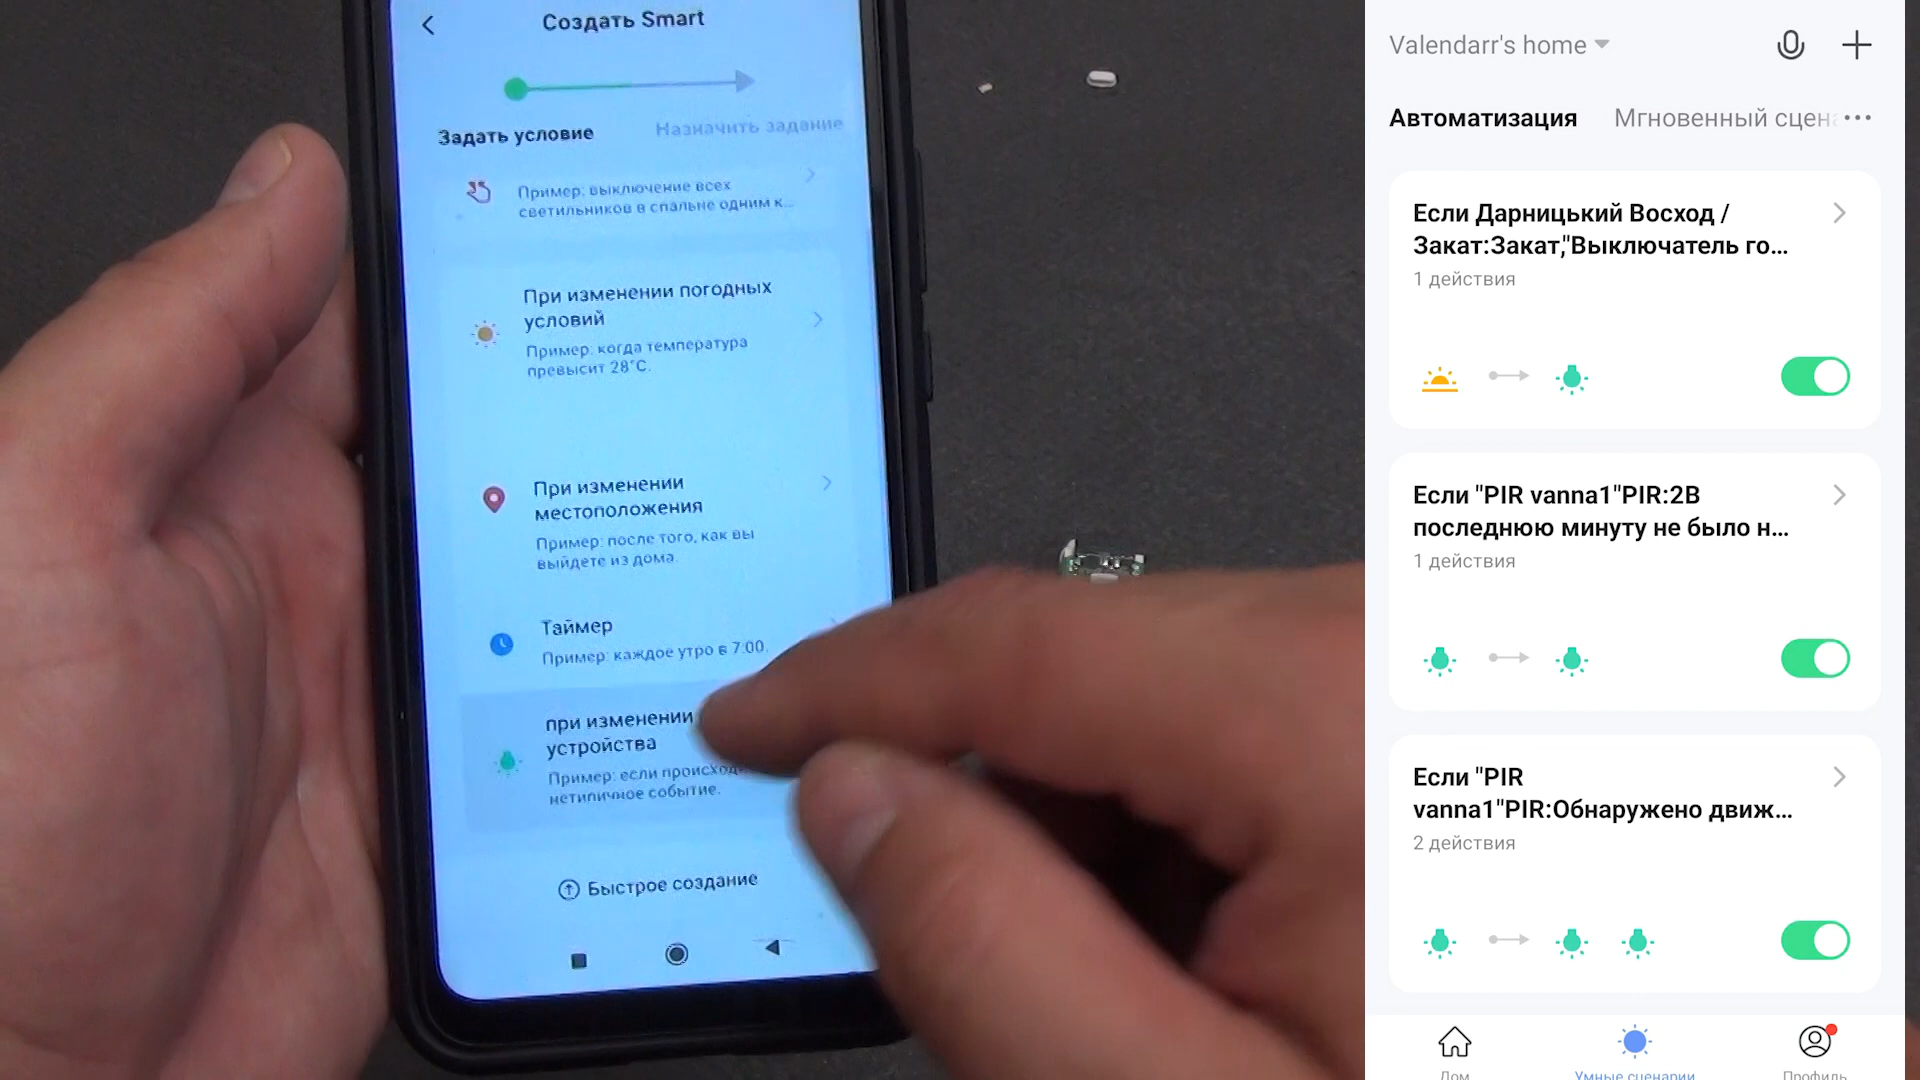 Создать Smart
Задать условие
Назначить задание
Пример: выключение всех
светильников в спальне одним к...
При изменении погодных
условий
Пример: когда температура
превысит 28°C.
При изменении
местоположения
Пример: после того, как вы
выйдете из дома.
Таймер
Пример: каждое утро в 7:00.
при изменении
устройства
Пример: если происход
нетипичное событие.
Быстрое создание
Valendarr's home
Автоматизация
Мгновенный сцена
Если Дарницький Восход /
Закат:Закат,"Выключатель го...
1 действия
Если "PIR vanna1"PIR:2В
последнюю минуту не было н...
1 действия
Если "PIR
vanna1"PIR:Обнаружено движ...
2 действия
Дом
Умные сценарии
Профиль